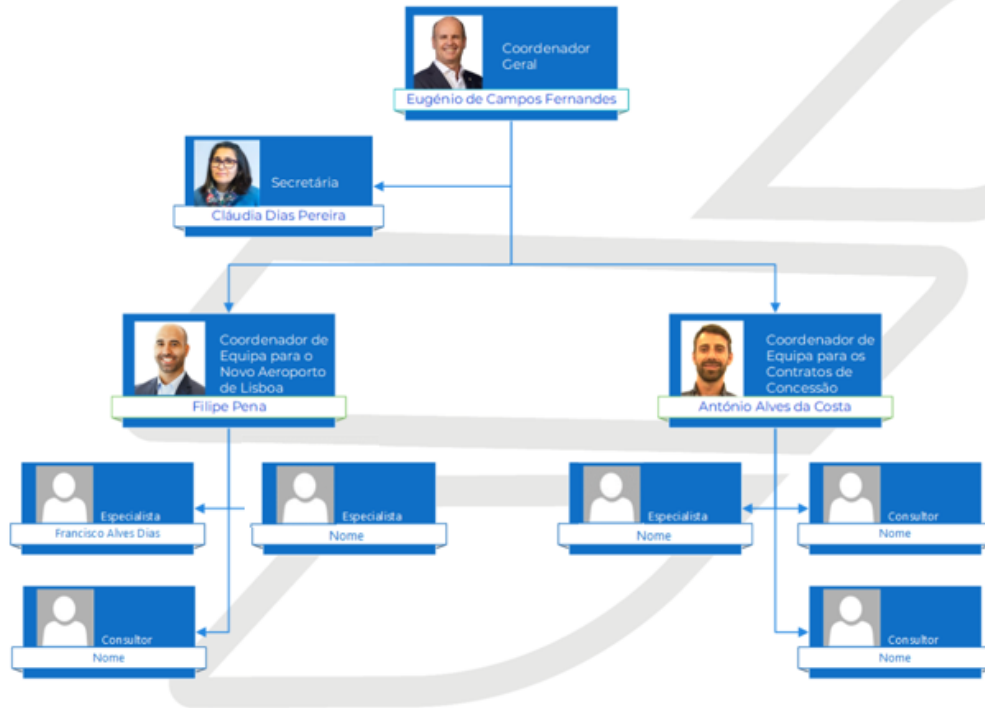 Coordenador
Geral
Eugénio de Campos Fernandes
Secretária
Cláudia Dias Pereira
Coordenador de
Equipa para o
Novo Aeroporto
de Lisboa
Filipe Pena
Coordenador de
Equipa para os
Contratos de
Concessão
António Alves da Costa
Especialista
Francisco Alves Dias
Especialista
Nome
Especialista
Nome
Consultor
Nome
Consultor
Nome
Consultor
Nome